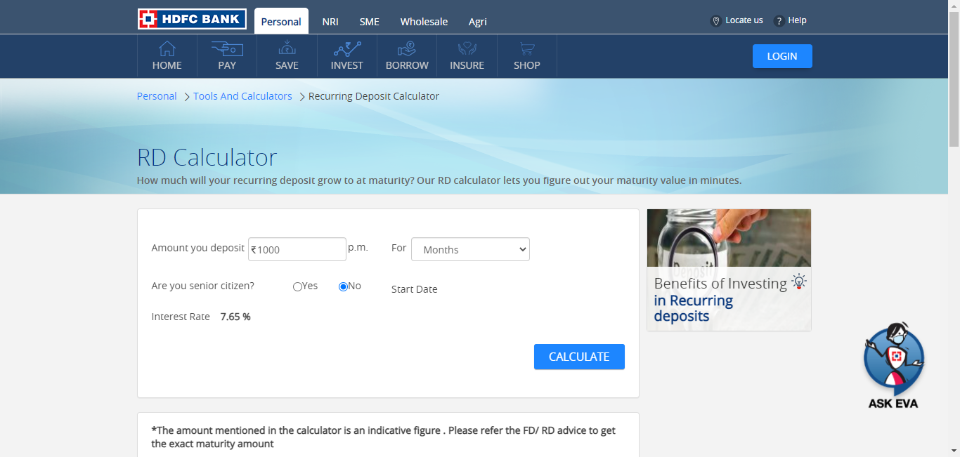 HDFC BANK
Personal NRI SME Wholesale Agri
Locate us ? Help
HOME PAY SAVE INVEST BORROW INSURE SHOP
LOGIN
Personal > Tools And Calculators > Recurring Deposit Calculator
RD Calculator
How much will your recurring deposit grow to at maturity? Our RD calculator lets you figure out your maturity value in minutes.
Amount you deposit ₹1000 p.m. For Months
Are you senior citizen? Yes No Start Date
Interest Rate 7.65 %
CALCULATE
Deposit
Benefits of Investing
in Recurring
deposits
ASK EVA
*The amount mentioned in the calculator is an indicative figure . Please refer the FD/ RD advice to get
the exact maturity amount